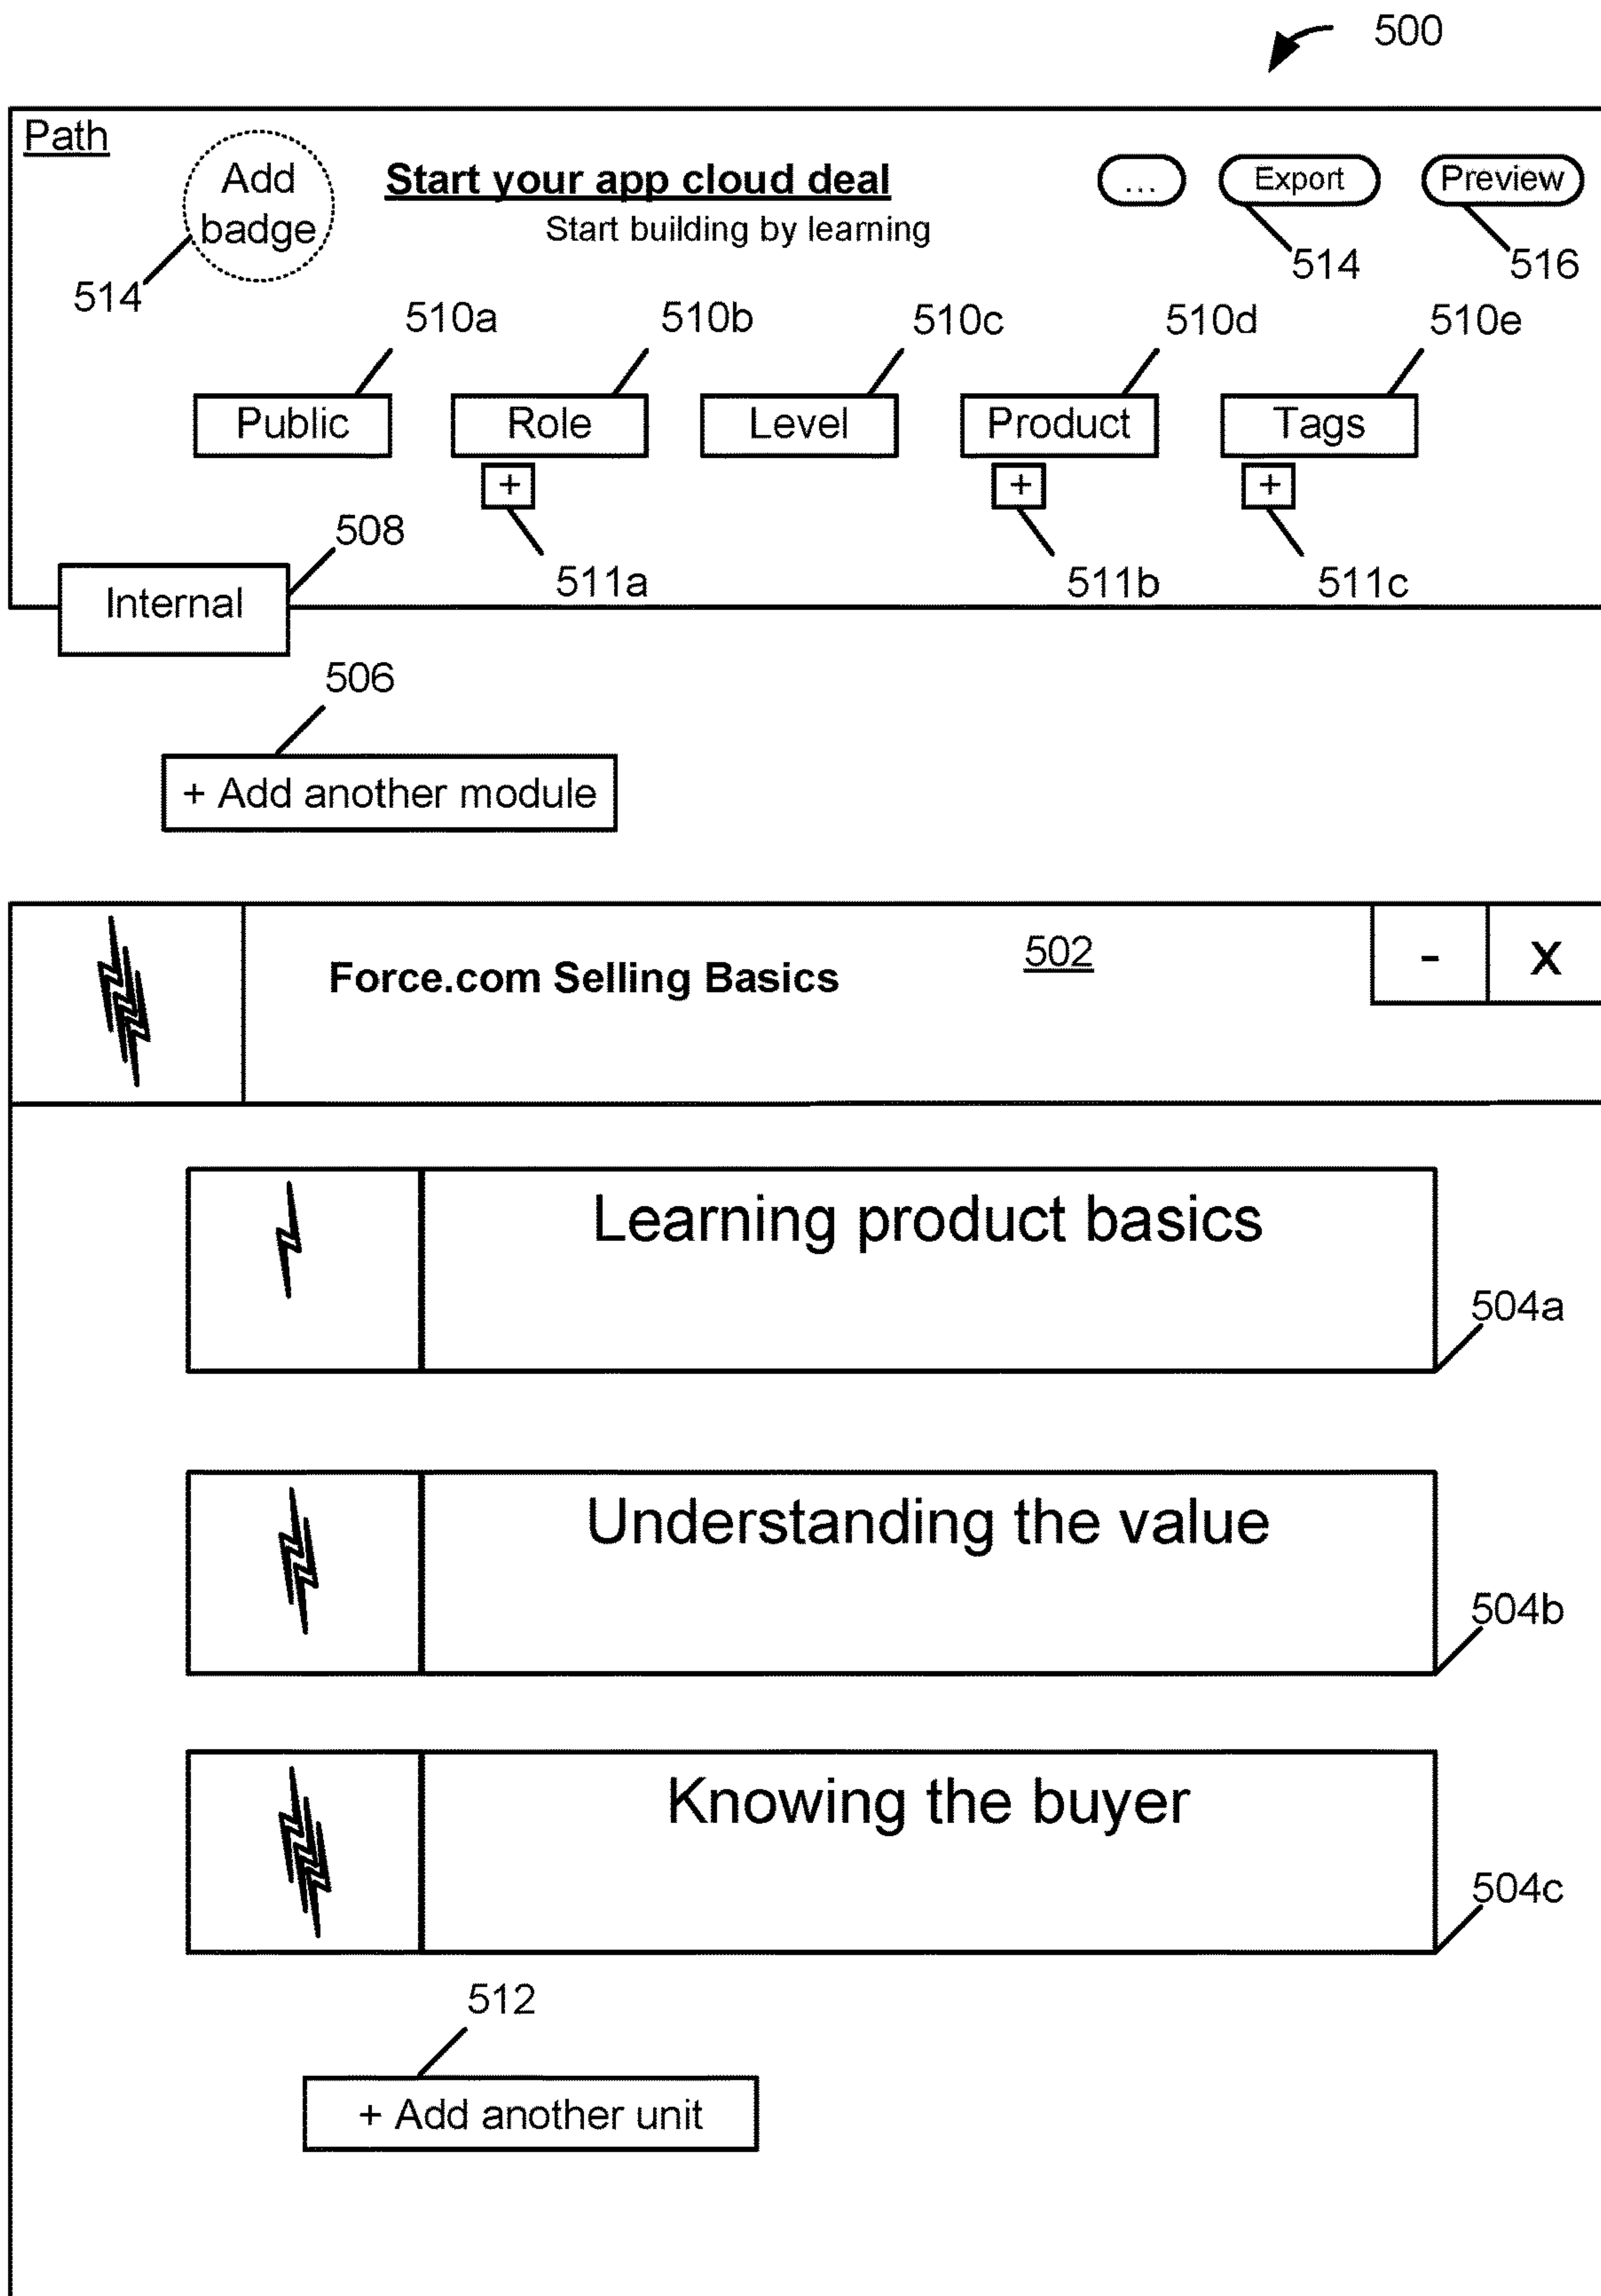 500
Path
Add
badge
Start your app cloud deal
Start building by learning
...
Export
Preview
514
514
516
510a
510b
510c
510d
510e
Public
Role
Level
Product
Tags
+
+
+
511a
511b
511c
508
Internal
506
+ Add another module
Force.com Selling Basics
502
-
X
Learning product basics
504a
Understanding the value
504b
Knowing the buyer
504c
512
+ Add another unit